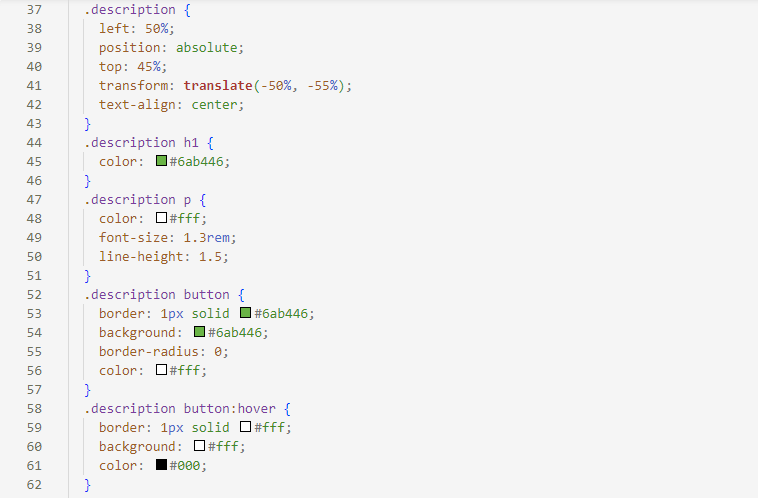 37 .description {
38 left: 50%;
39 position: absolute;
40 top: 45%;
41 transform: translate(-50%, -55%);
42 text-align: center;
43 }
44 .description h1 {
45 color: #6ab446;
46 }
47 .description p {
48 color: #fff;
49 font-size: 1.3rem;
50 line-height: 1.5;
51 }
52 .description button {
53 border: 1px solid #6ab446;
54 background: #6ab446;
55 border-radius: 0;
56 color: #fff;
57 }
58 .description button:hover {
59 border: 1px solid #fff;
60 background: #fff;
61 color: #000;
62 }